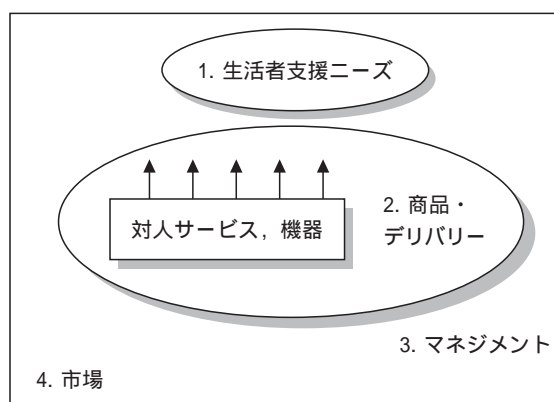 1. 生活者支援ニーズ
対人サービス，機器
2. 商品・
デリバリー
3. マネジメント
4. 市場